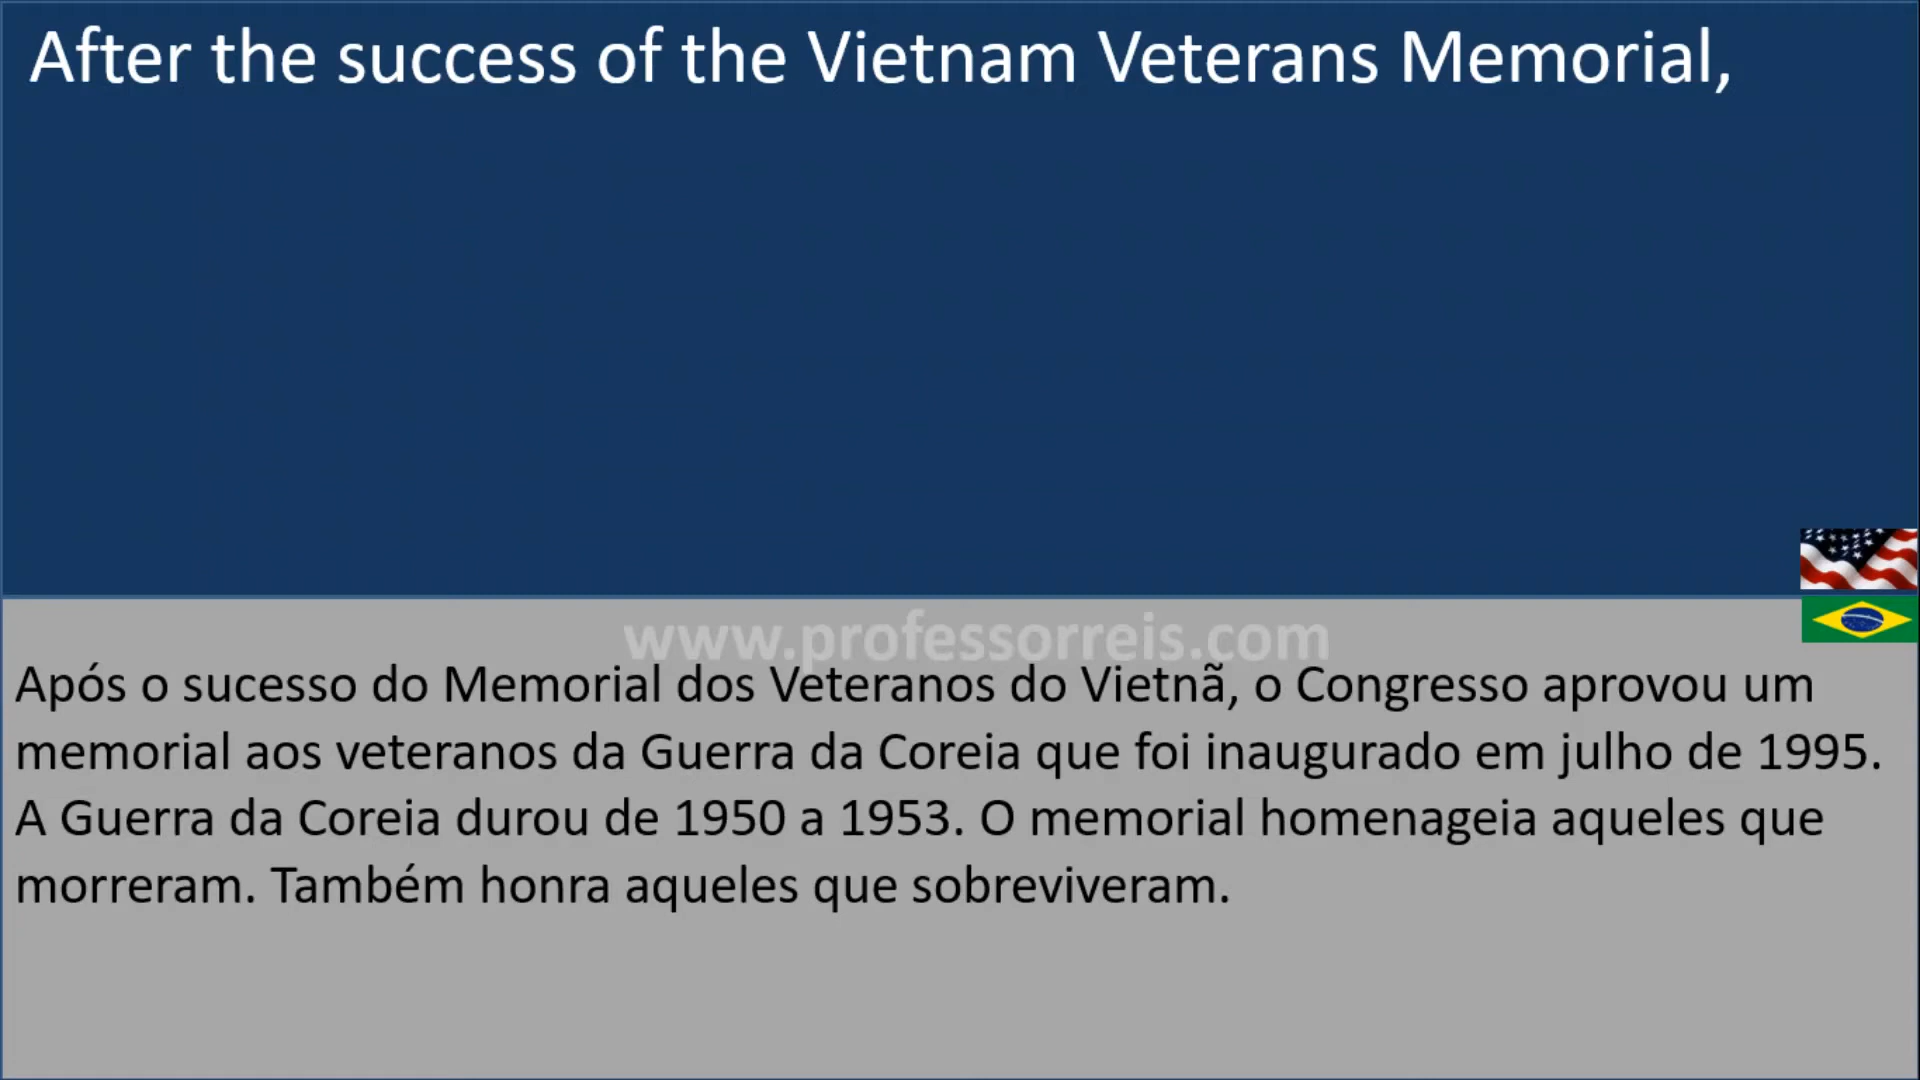 After the success of the Vietnam Veterans Memorial,
www.professorreis.com
Após o sucesso do Memorial dos Veteranos do Vietnã, o Congresso aprovou um
memorial aos veteranos da Guerra da Coreia que foi inaugurado em julho de 1995.
A Guerra da Coreia durou de 1950 a 1953. O memorial homenageia aqueles que
morreram. Também honra aqueles que sobreviveram.